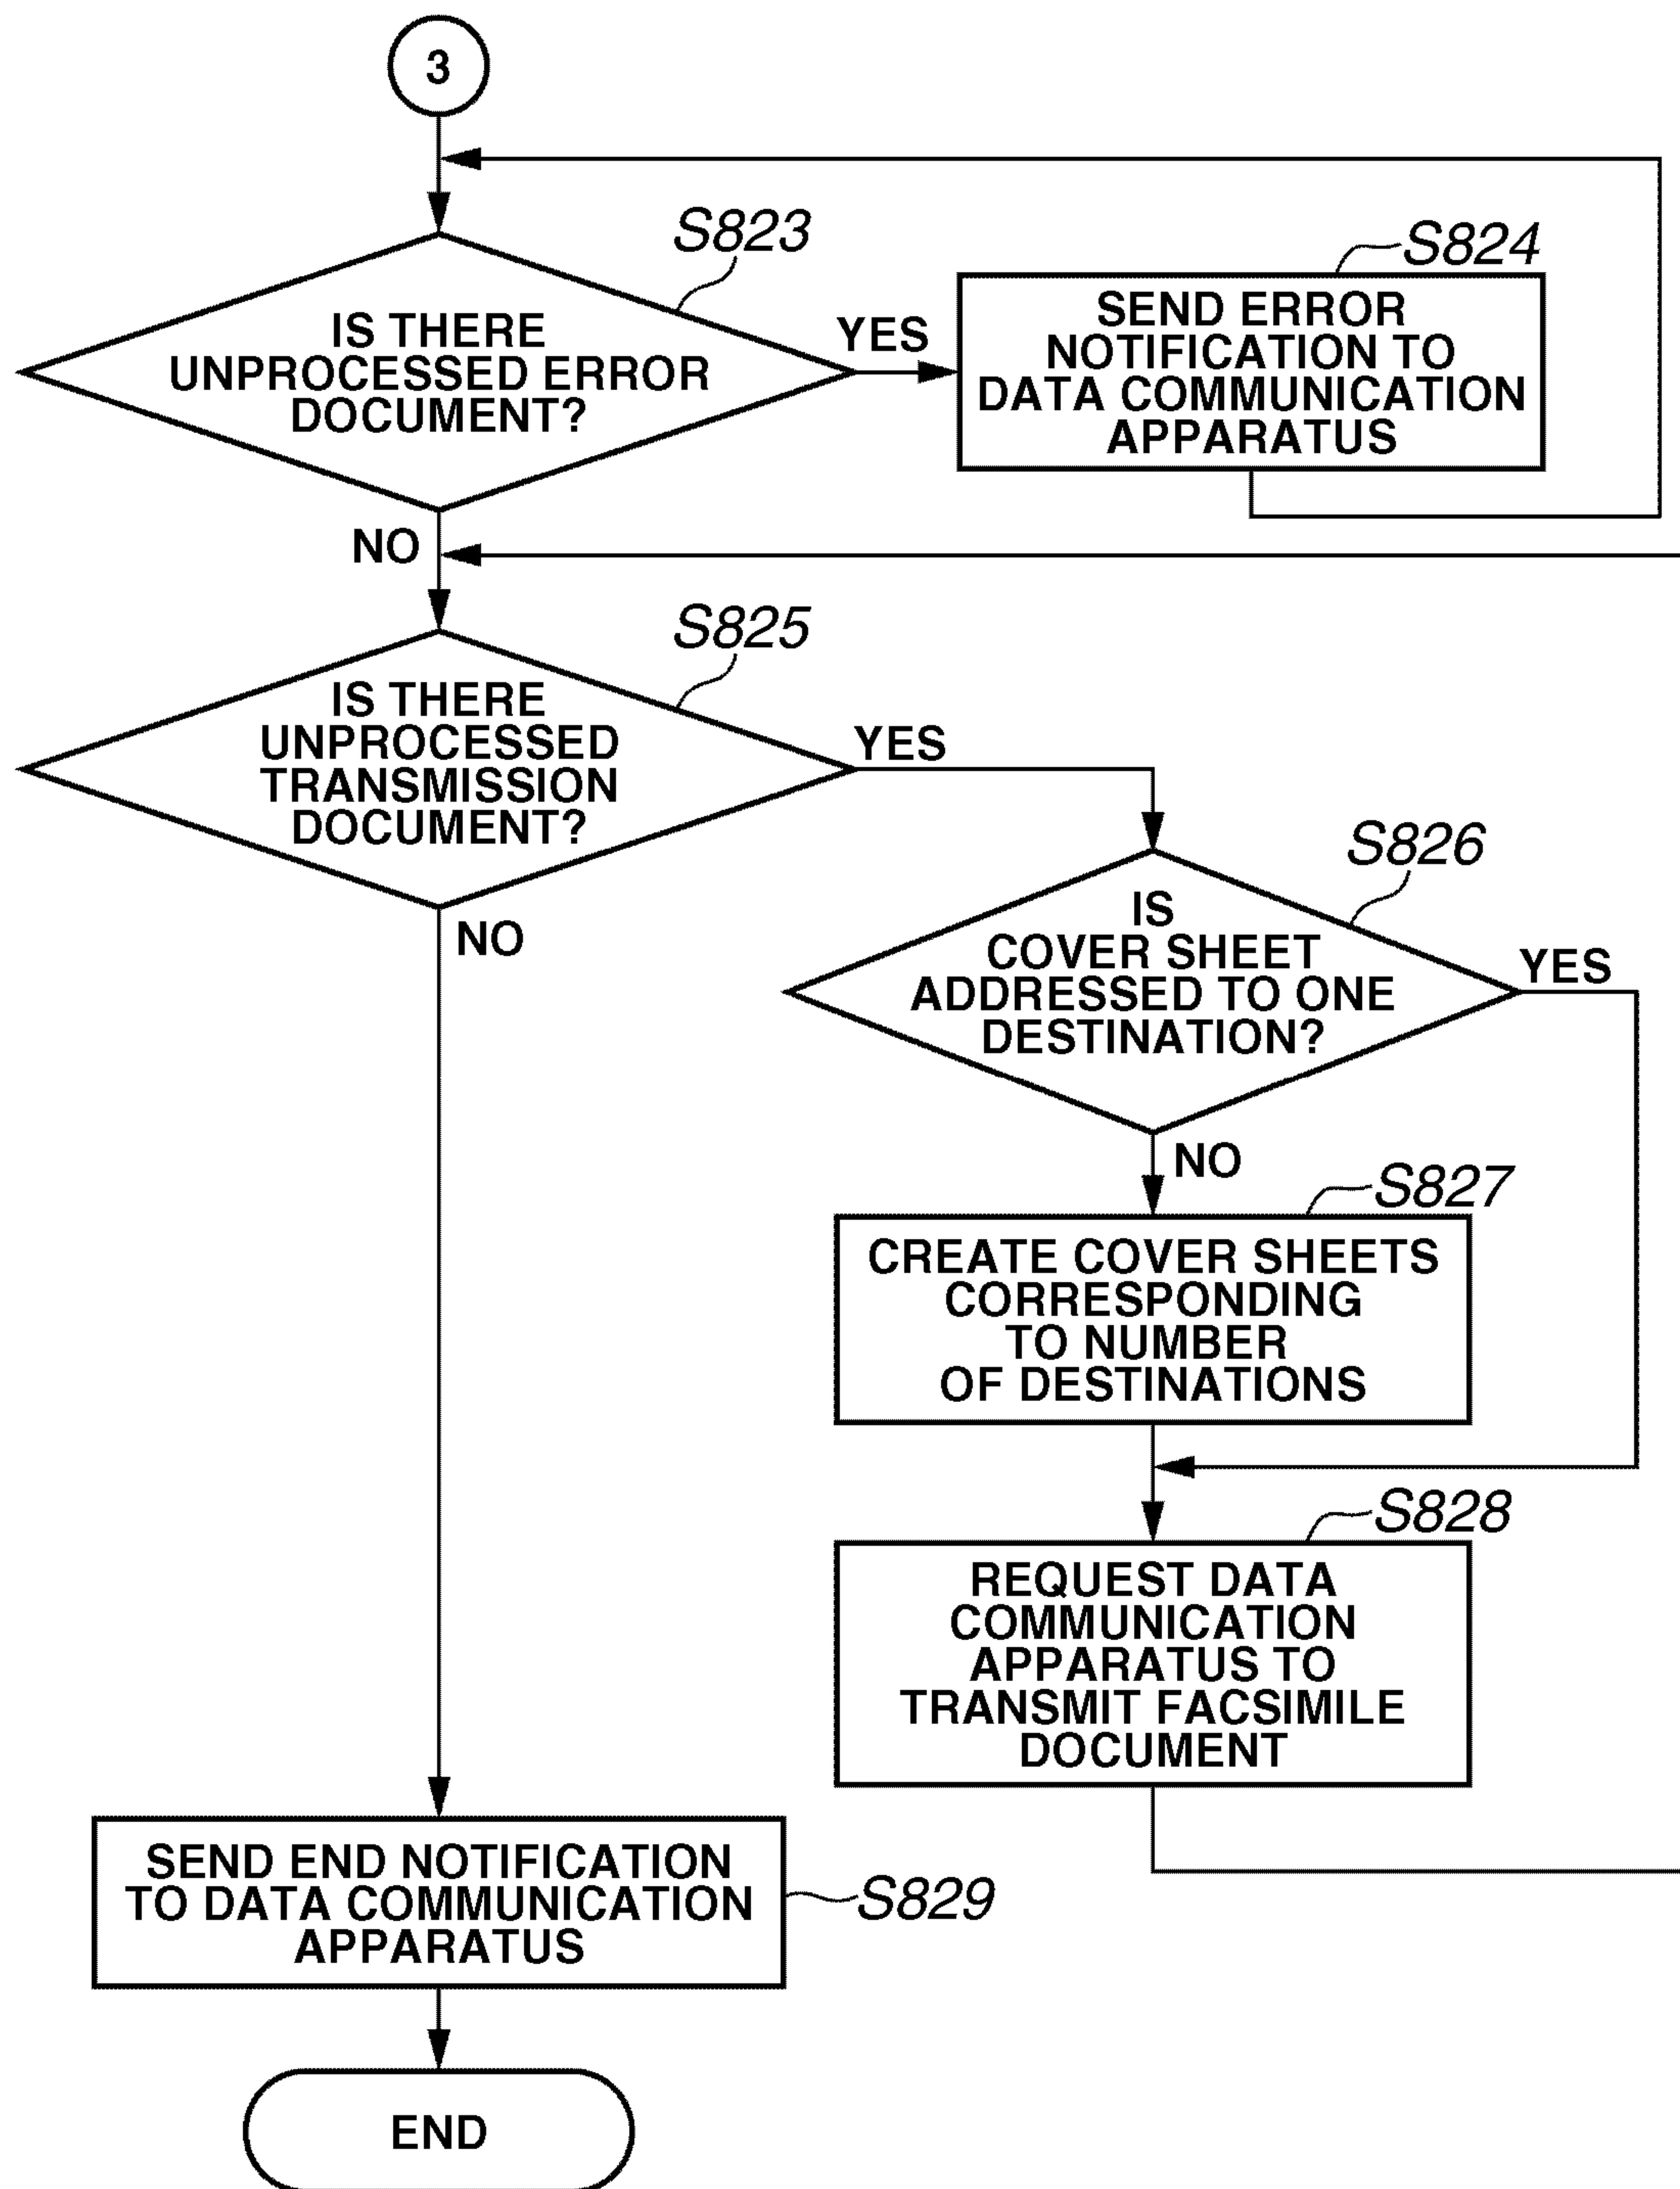 3
S823
IS THERE
UNPROCESSED ERROR
DOCUMENT?
YES
S824
SEND ERROR
NOTIFICATION TO
DATA COMMUNICATION
APPARATUS
NO
S825
IS THERE
UNPROCESSED
TRANSMISSION
DOCUMENT?
YES
NO
S826
IS
COVER SHEET
ADDRESSED TO ONE
DESTINATION?
YES
NO
S827
CREATE COVER SHEETS
CORRESPONDING
TO NUMBER
OF DESTINATIONS
S828
REQUEST DATA
COMMUNICATION
APPARATUS TO
TRANSMIT FACSIMILE
DOCUMENT
SEND END NOTIFICATION
TO DATA COMMUNICATION
APPARATUS
S829
END